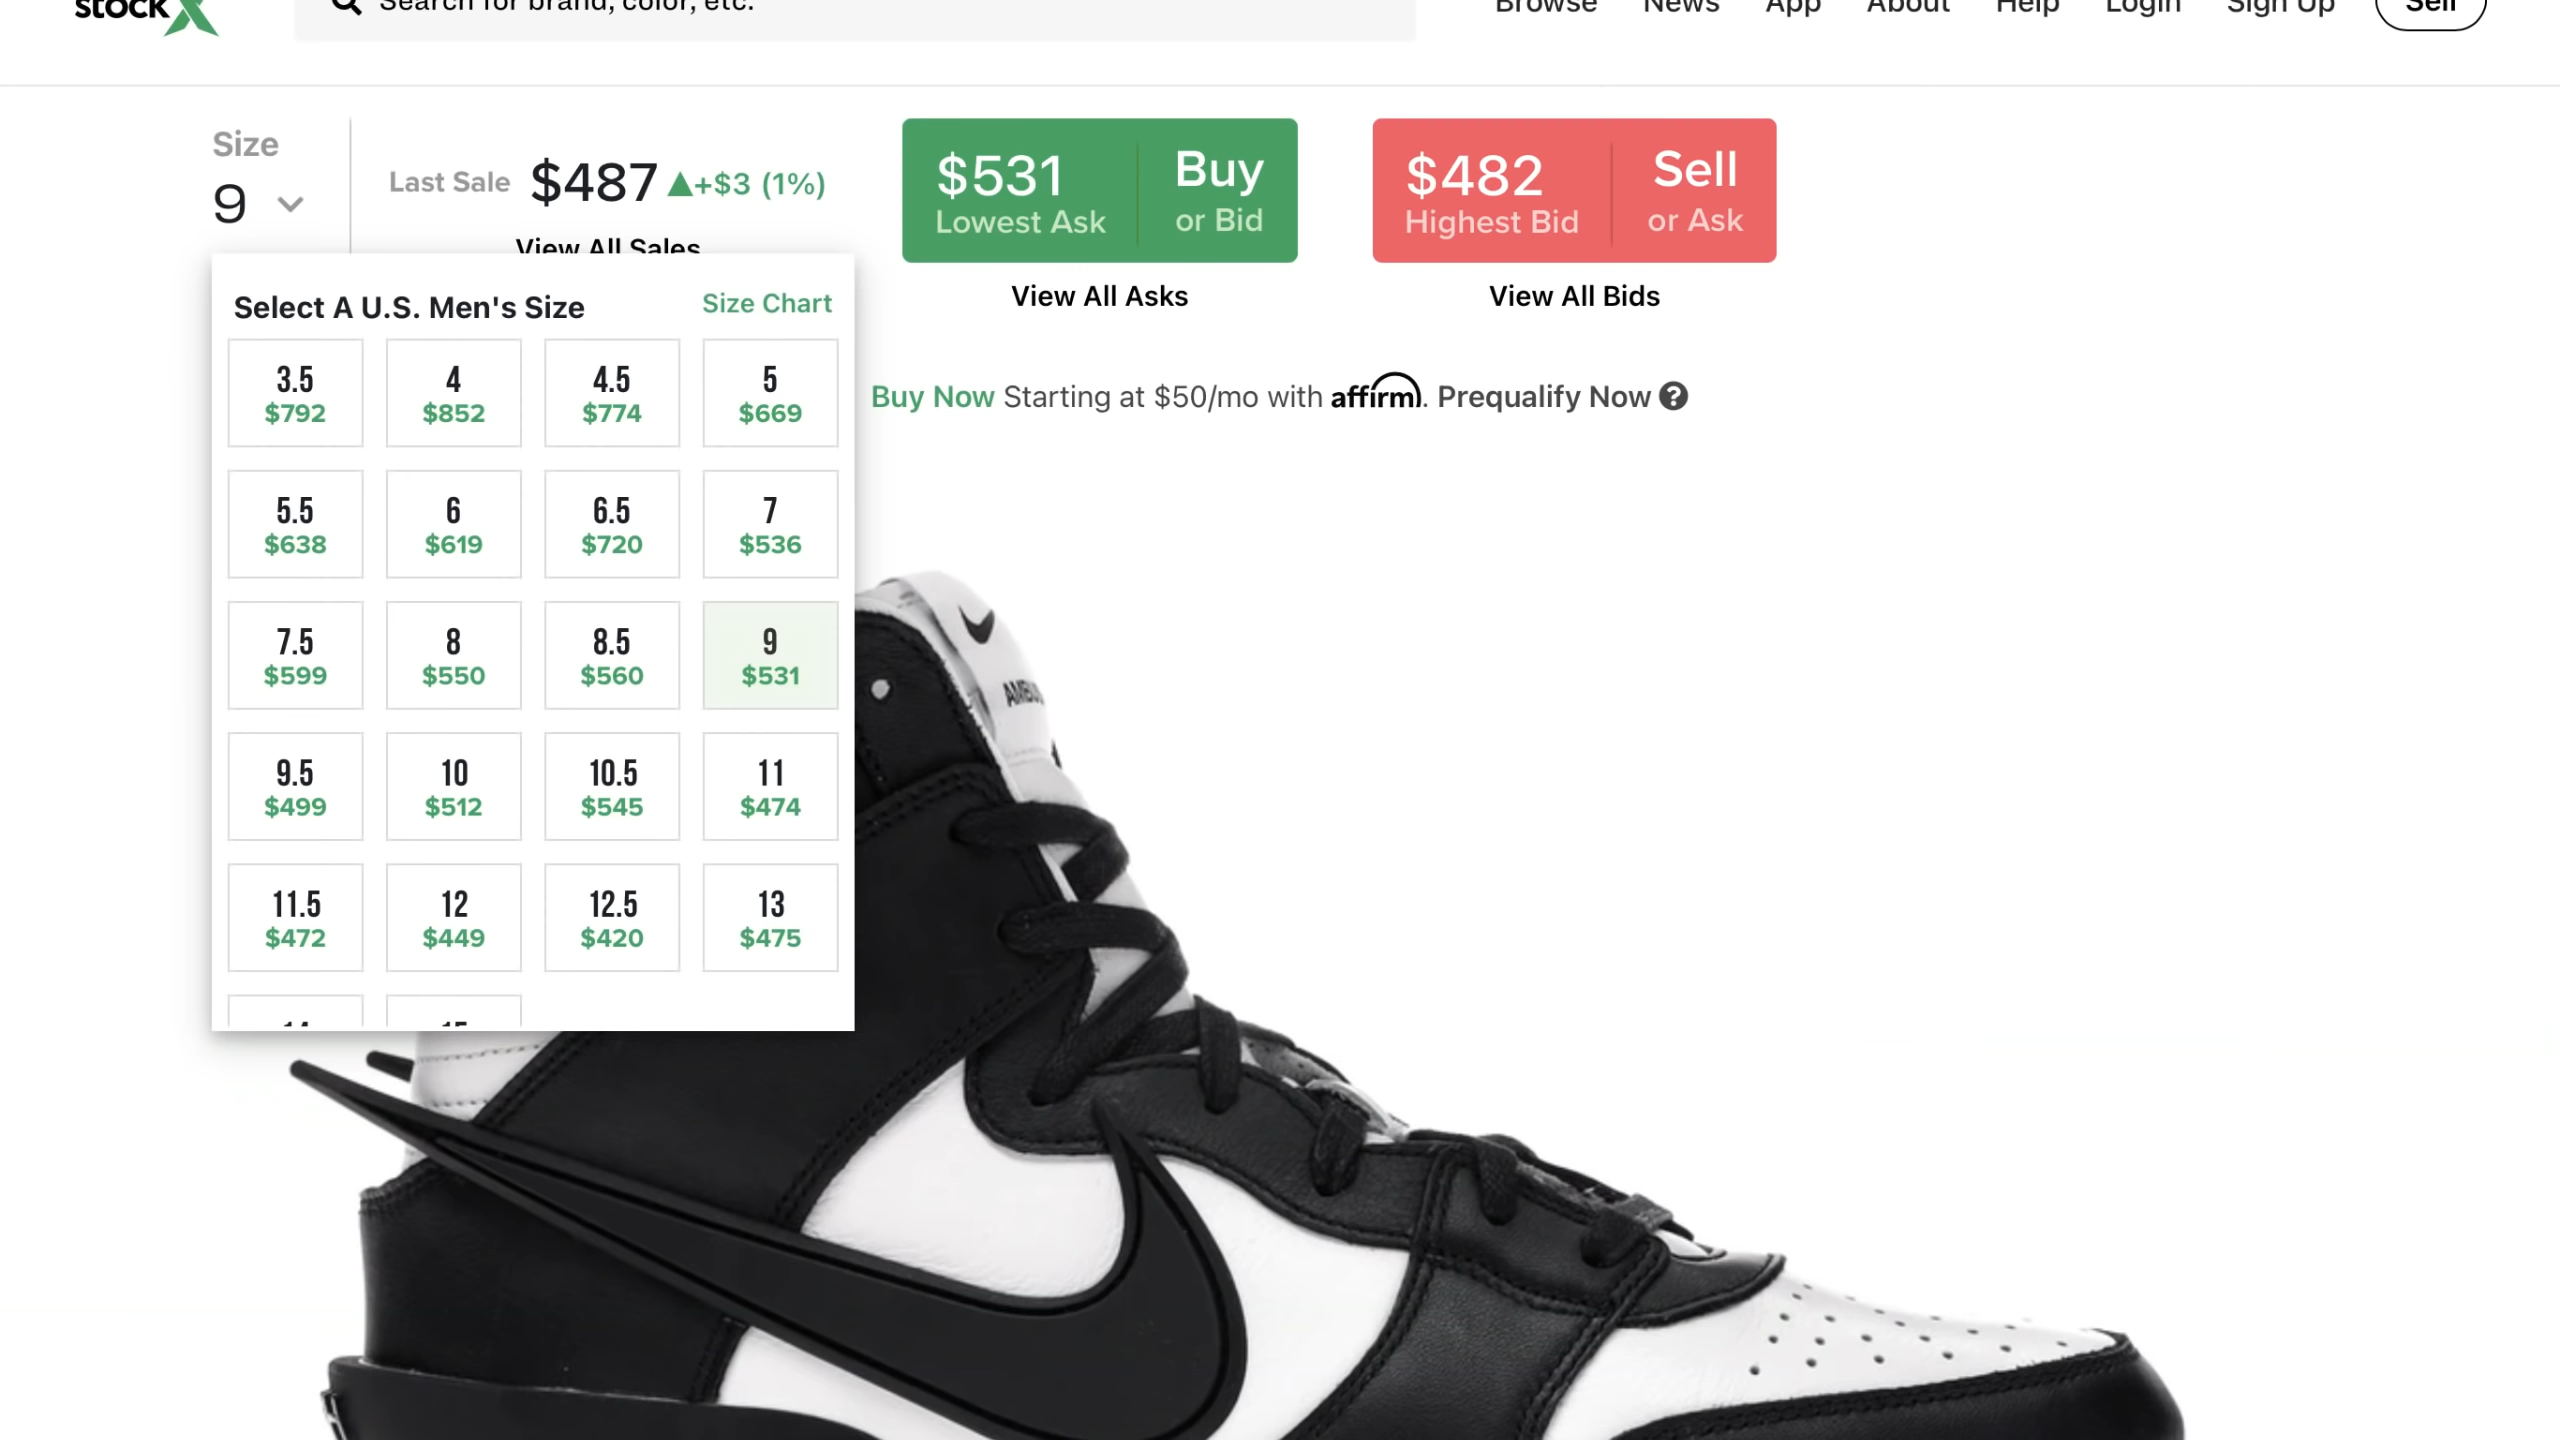 stockX
Search for brand, color, etc.
Browse News App About Help Login Sign Up Sell
Size
9
Last Sale $487 ▲+$3 (1%)
View All Sales
$531 Buy
Lowest Ask or Bid
View All Asks
$482 Sell
Highest Bid or Ask
View All Bids
Buy Now Starting at $50/mo with affirm. Prequalify Now ?
Select A U.S. Men's Size Size Chart
3.5 4 4.5 5
$792 $852 $774 $669
5.5 6 6.5 7
$638 $619 $720 $536
7.5 8 8.5 9
$599 $550 $560 $531
9.5 10 10.5 11
$499 $512 $545 $474
11.5 12 12.5 13
$472 $449 $420 $475
14 15